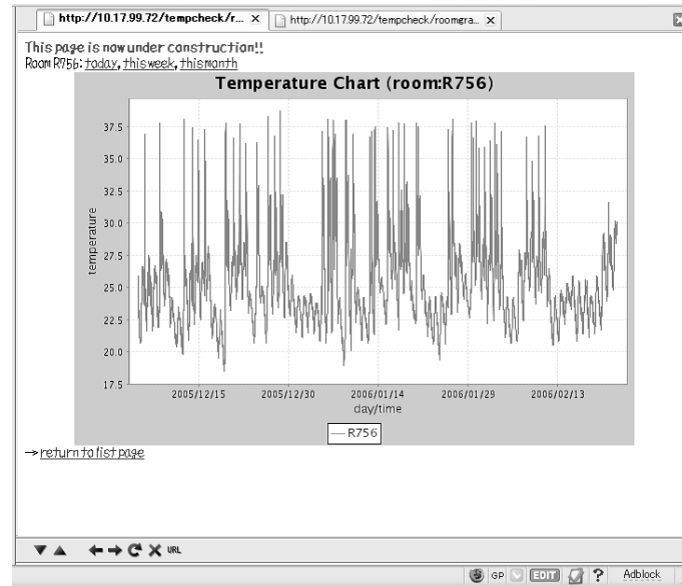 http://10.17.99.72/tempcheck/r... x
http://10.17.99.72/tempcheck/roomgra.. x
This page is now under construction!!
Room R756: today, this week, this month
Temperature Chart (room:R756)
temperature
37.5
35.0
32.5
30.0
27.5
25.0
22.5
20.0
17.5
2005/12/15 2005/12/30 2006/01/14 2006/01/29 2006/02/13
day/time
R756
→ return to list page
URL
GP EDIT ? Adblock